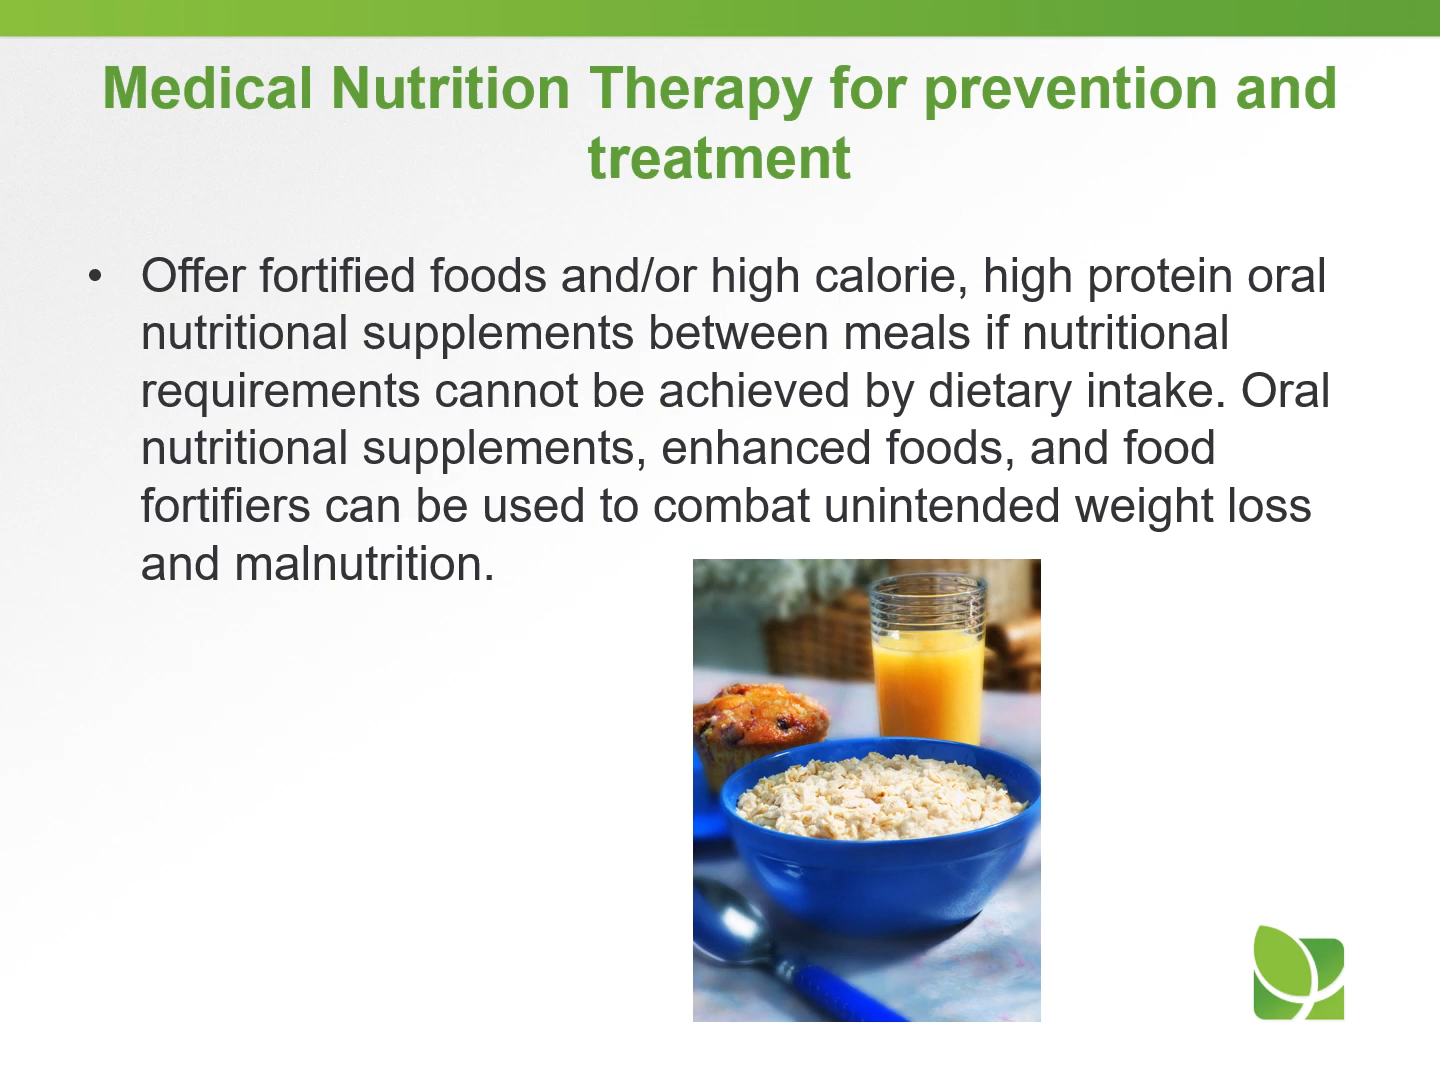 Medical Nutrition Therapy for prevention and
treatment
• Offer fortified foods and/or high calorie, high protein oral
nutritional supplements between meals if nutritional
requirements cannot be achieved by dietary intake. Oral
nutritional supplements, enhanced foods, and food
fortifiers can be used to combat unintended weight loss
and malnutrition.